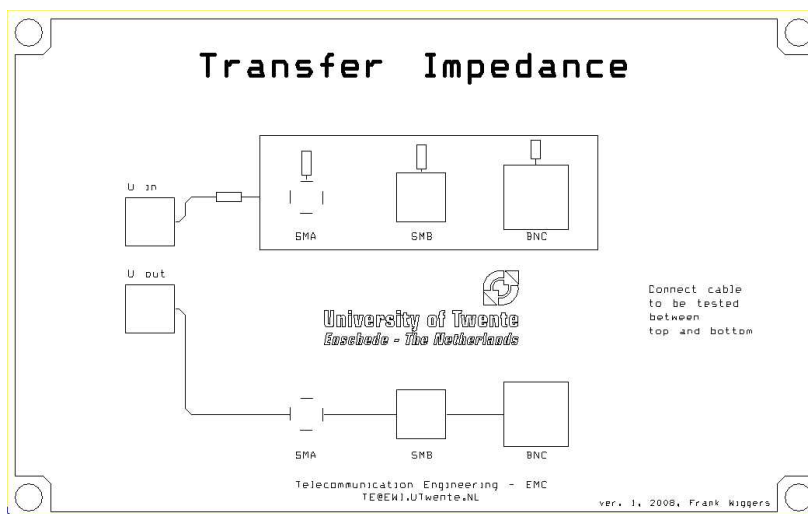 Transfer Impedance
U in
SMA SMB BNC
U out
University of Twente
Enschede - The Netherlands
Connect cable
to be tested
between
top and bottom
SMA SMB BNC
Telecommunication Engineering - EMC
TE@EWI.UTwente.NL
ver. 1, 2008, Frank Wiggers